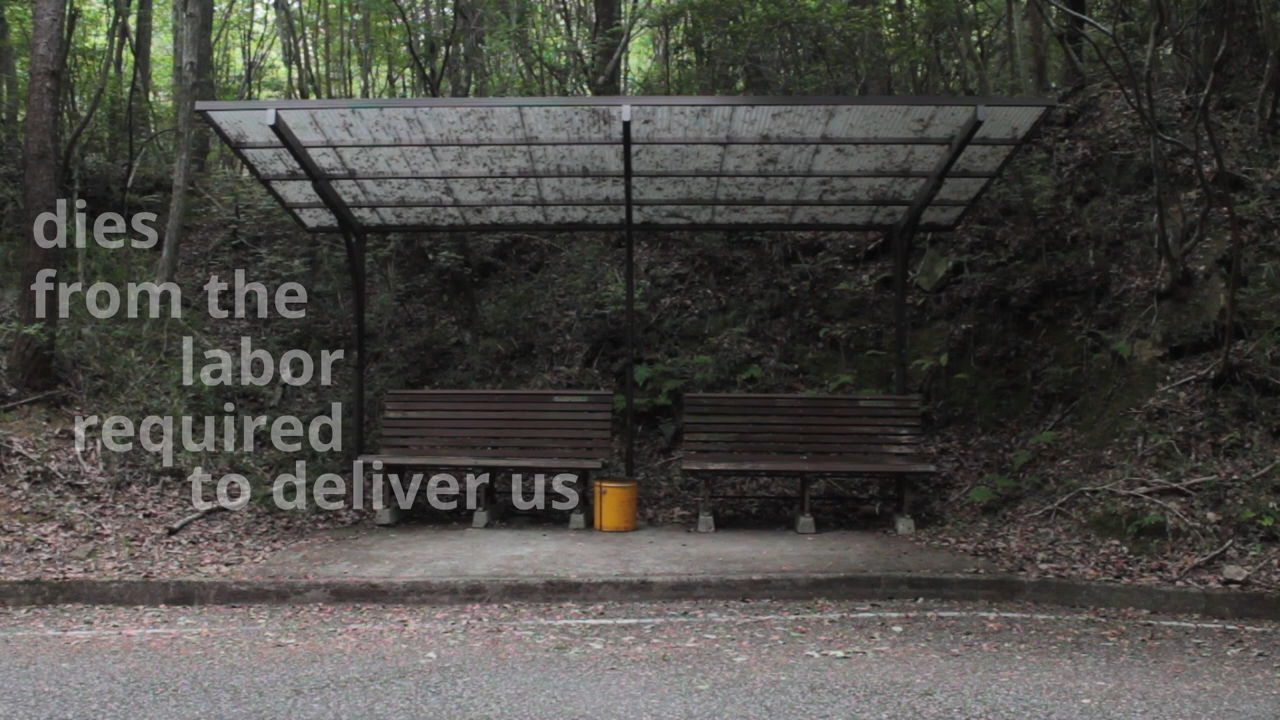 dies
from the
labor
required
to deliver us